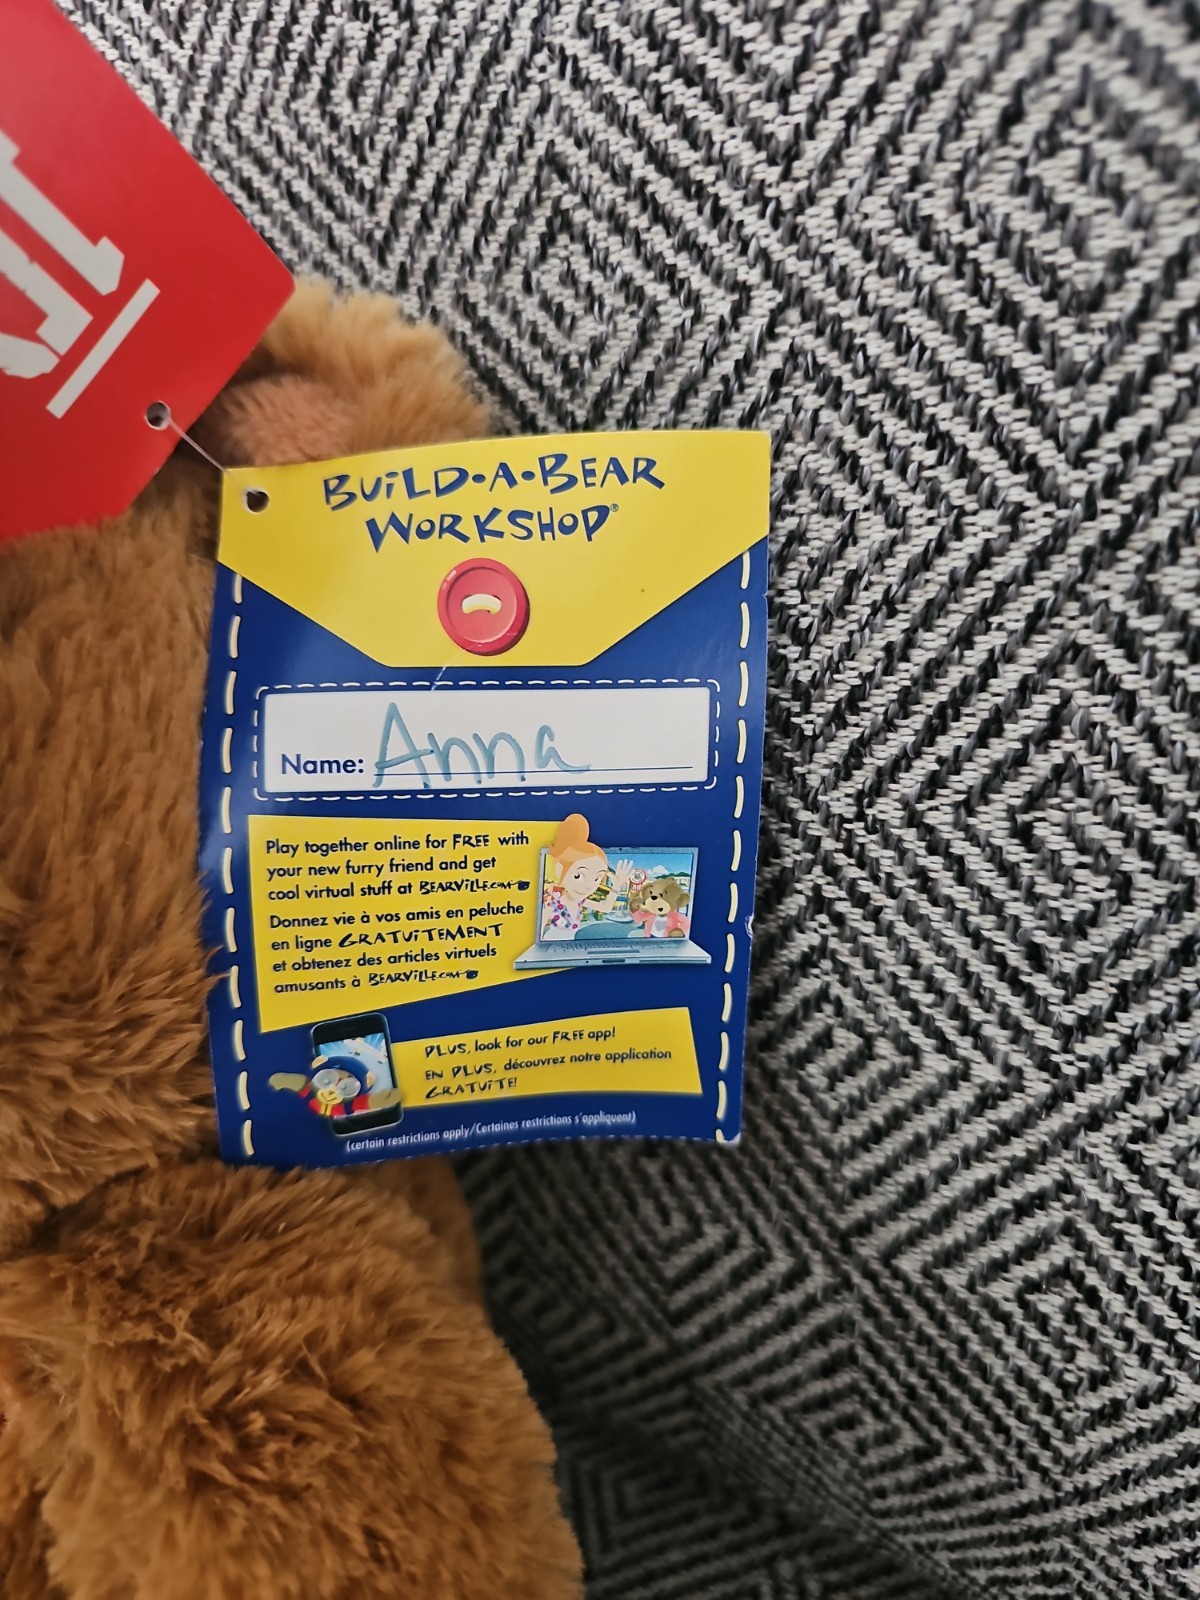 BUiLD•A•BEAR
WORKSHOP®
Name: Anna
Play together online for FREE with
your new furry friend and get
cool virtual stuff at BEARVILLE.COM
Donnez vie à vos amis en peluche
en ligne GRATUiTEMENT
et obtenez des articles virtuels
amusants à BEARViLLE.COM
PLUS, look for our FREE app!
EN PLUS, découvrez notre application
GRATUiTE!
(certain restrictions apply/Certaines restrictions s'appliquent)